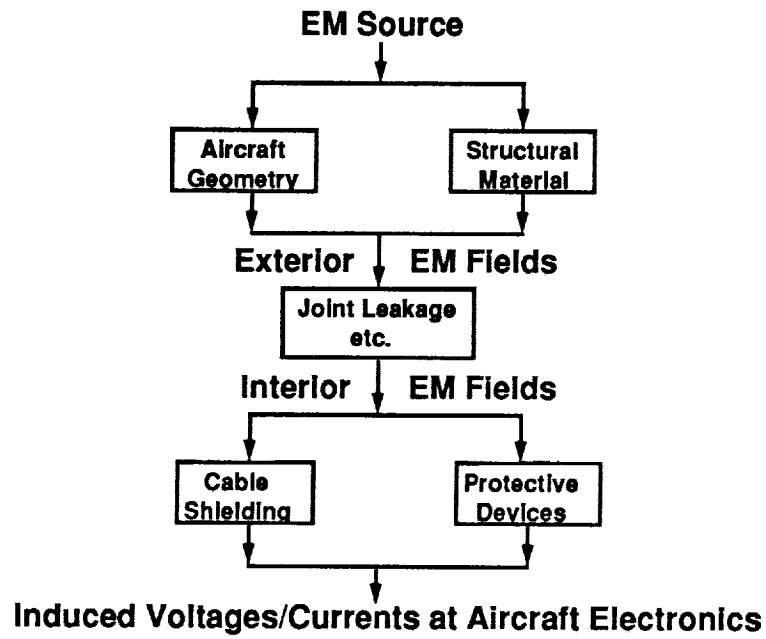 EM Source
Aircraft
Geometry
Structural
Material
Exterior EM Fields
Joint Leakage
etc.
Interior EM Fields
Cable
Shielding
Protective
Devices
Induced Voltages/Currents at Aircraft Electronics